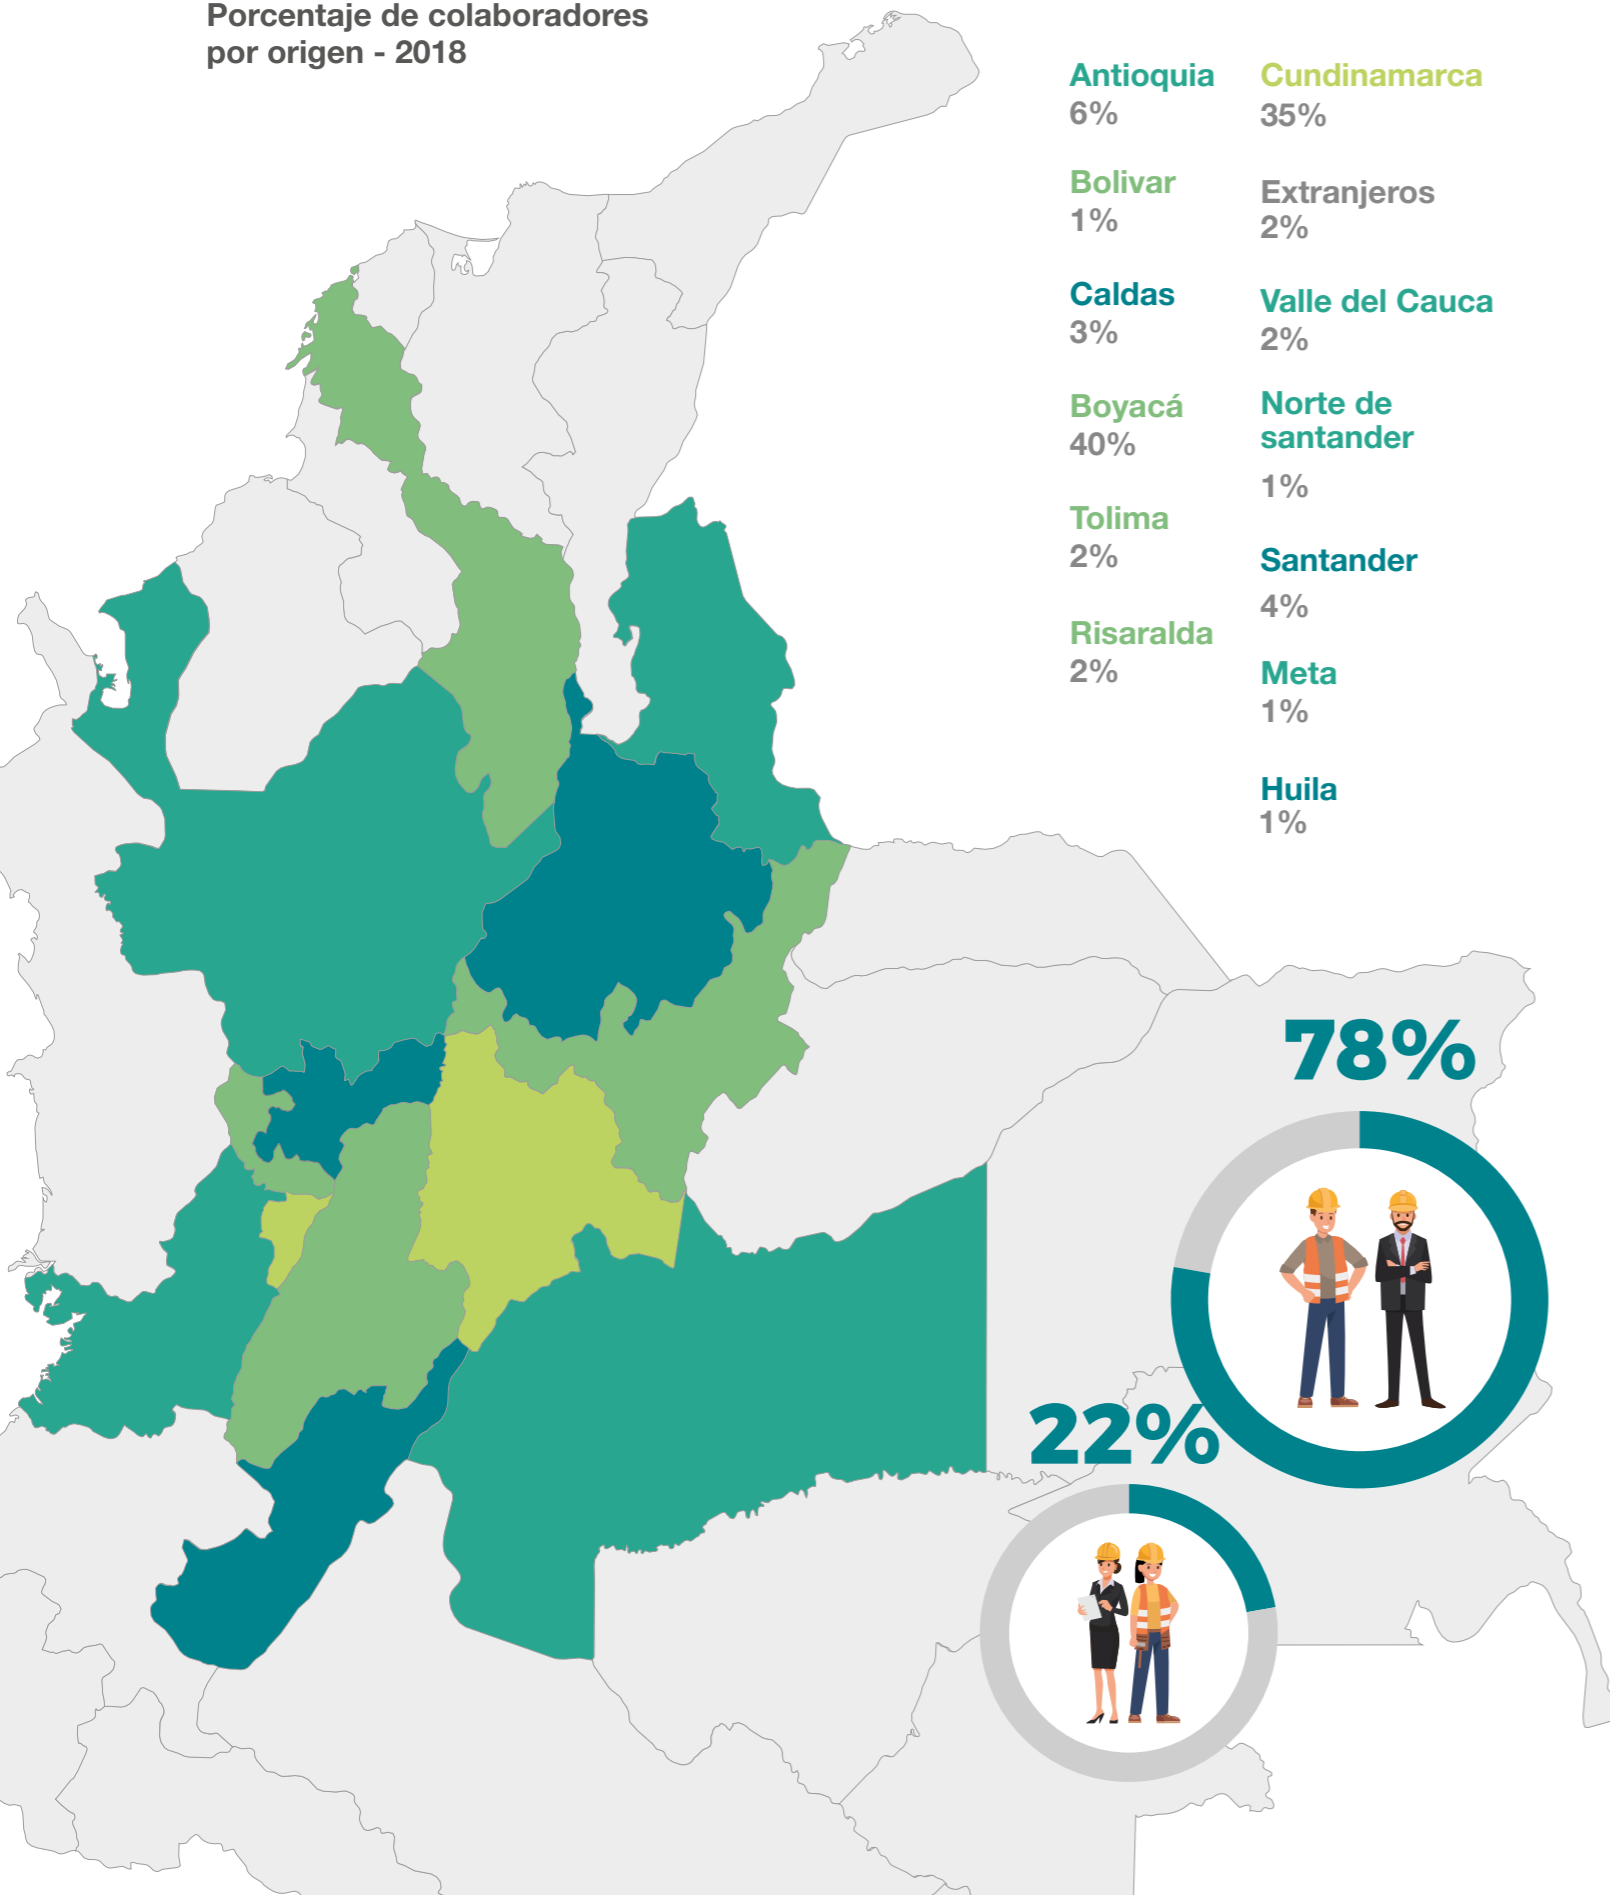 Porcentaje de colaboradores
por origen - 2018
Antioquia
6%
Bolivar
1%
Caldas
3%
Boyacá
40%
Tolima
2%
Risaralda
2%
Cundinamarca
35%
Extranjeros
2%
Valle del Cauca
2%
Norte de
santander
1%
Santander
4%
Meta
1%
Huila
1%
78%
22%